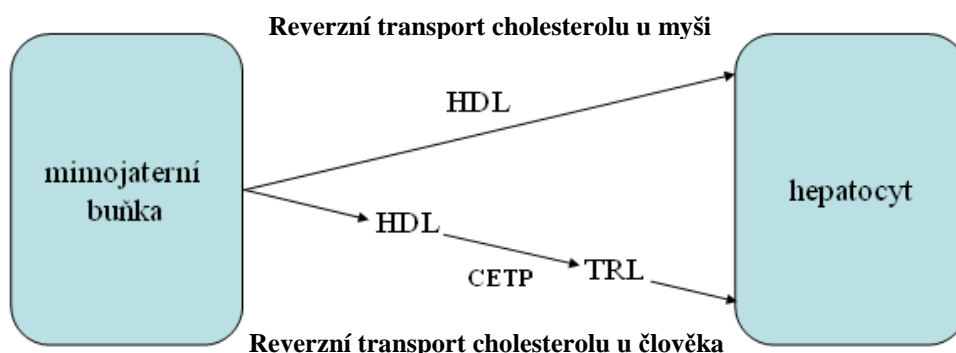 Reverzní transport cholesterolu u myši
HDL
mimojaterní
buňka
hepatocyt
HDL
CETP
TRL
Reverzní transport cholesterolu u člověka